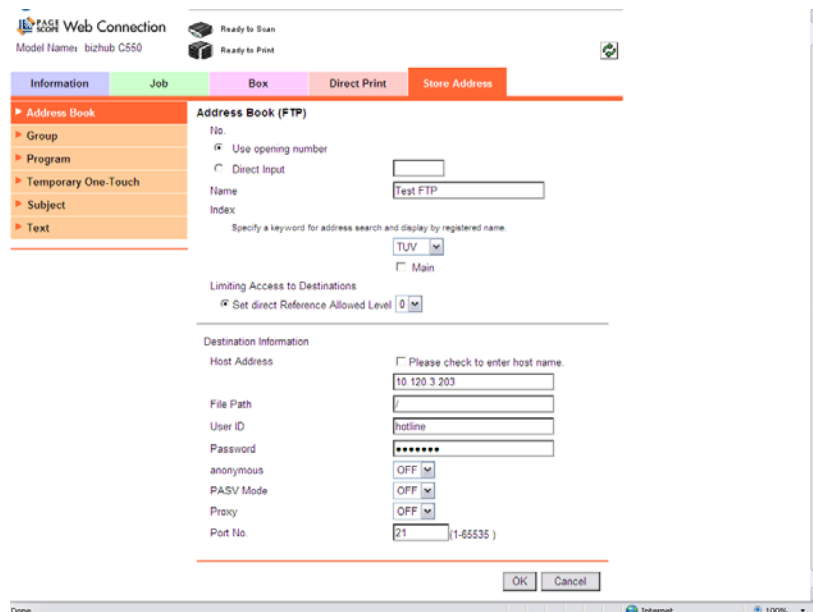 PAGE SCOPE Web Connection
Ready to Scan
Model Name: bizhub C550
Ready to Print
Information Job Box Direct Print Store Address
Address Book
Group
Program
Temporary One-Touch
Subject
Text
Address Book (FTP)
No.
Use opening number
Direct Input
Name Test FTP
Index
Specify a keyword for address search and display by registered name.
TUV
Main
Limiting Access to Destinations
Set direct Reference Allowed Level 0
Destination Information
Host Address Please check to enter host name.
10.120.3.203
File Path /
User ID hotline
Password •••••••
anonymous OFF
PASV Mode OFF
Proxy OFF
Port No. 21 (1-65535 )
OK Cancel
Done Internet 100%